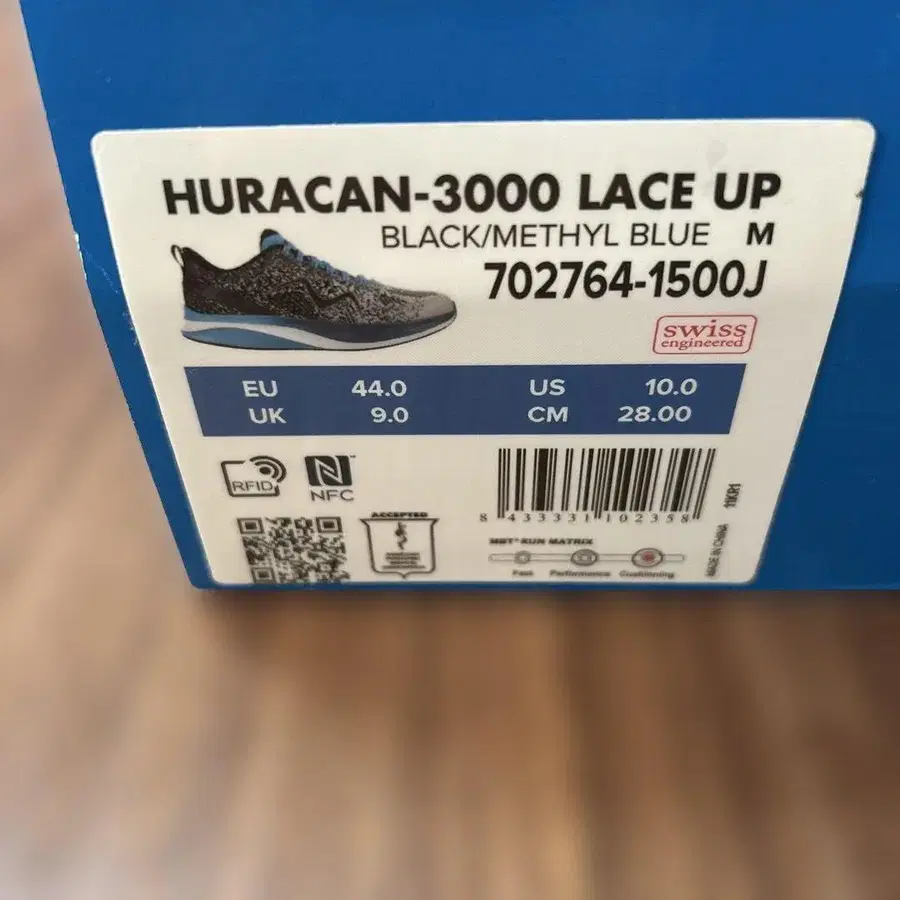 HURACAN-3000 LACE UP
BLACK/METHYL BLUE M
702764-1500J
swiss
engineered
EU 44.0 US 10.0
UK 9.0 CM 28.00
RFID
NFC
8 433331 102358
11KR1
MADE IN CHINA
ACCEPTED
MBT® RUN MATRIX
Fast Performance Cushioning